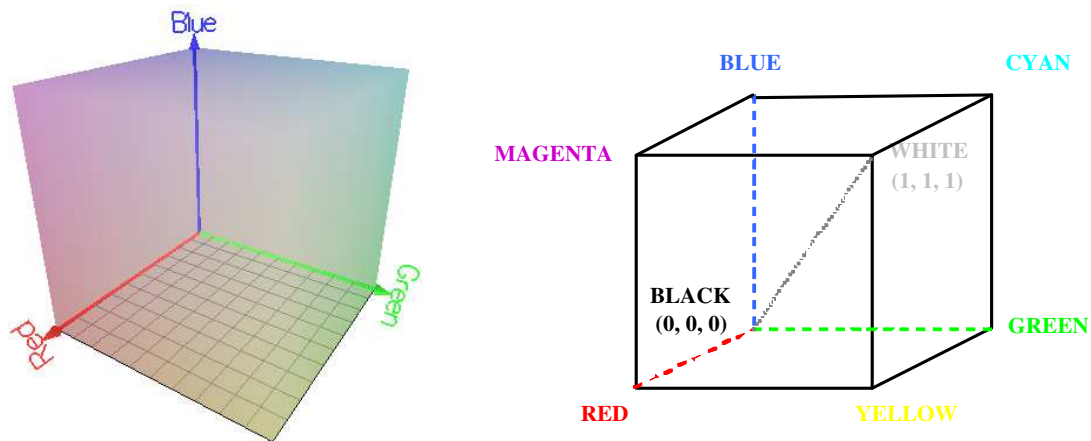 Blue
Green
Red
BLUE
CYAN
MAGENTA
WHITE
(1, 1, 1)
BLACK
(0, 0, 0)
GREEN
RED
YELLOW